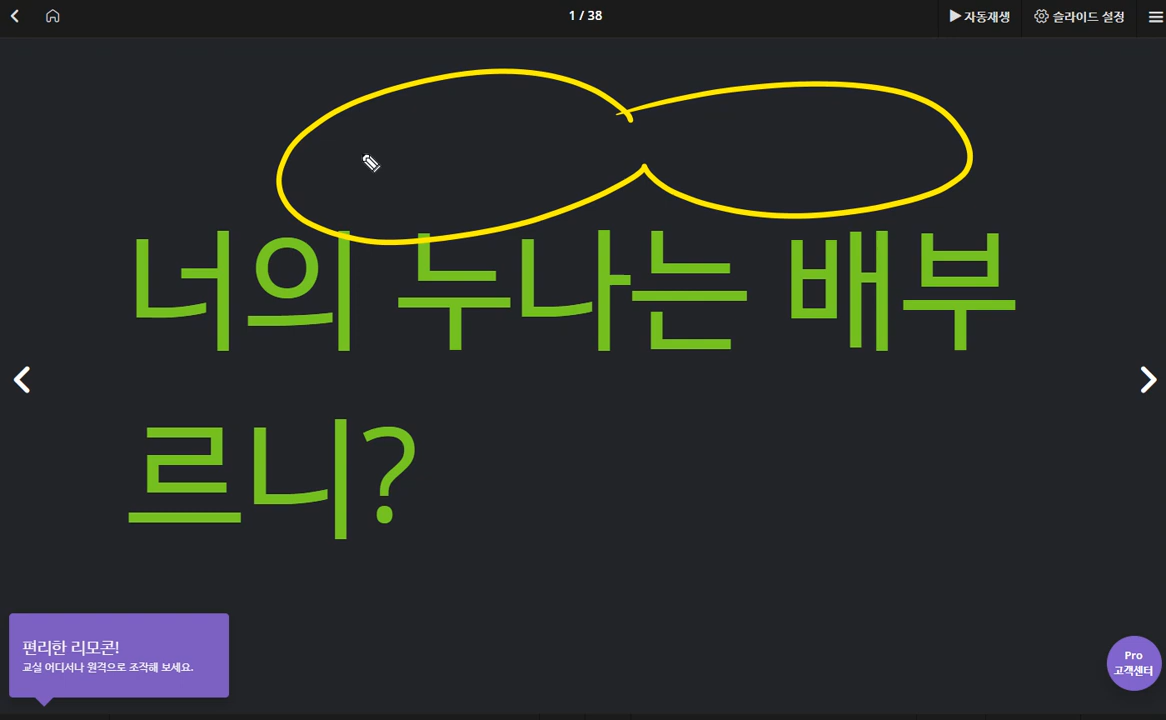 1 / 38
자동재생
슬라이드 설정
너의 누나는 배부
르니?
편리한 리모콘!
교실 어디서나 원격으로 조작해 보세요.
Pro
고객센터